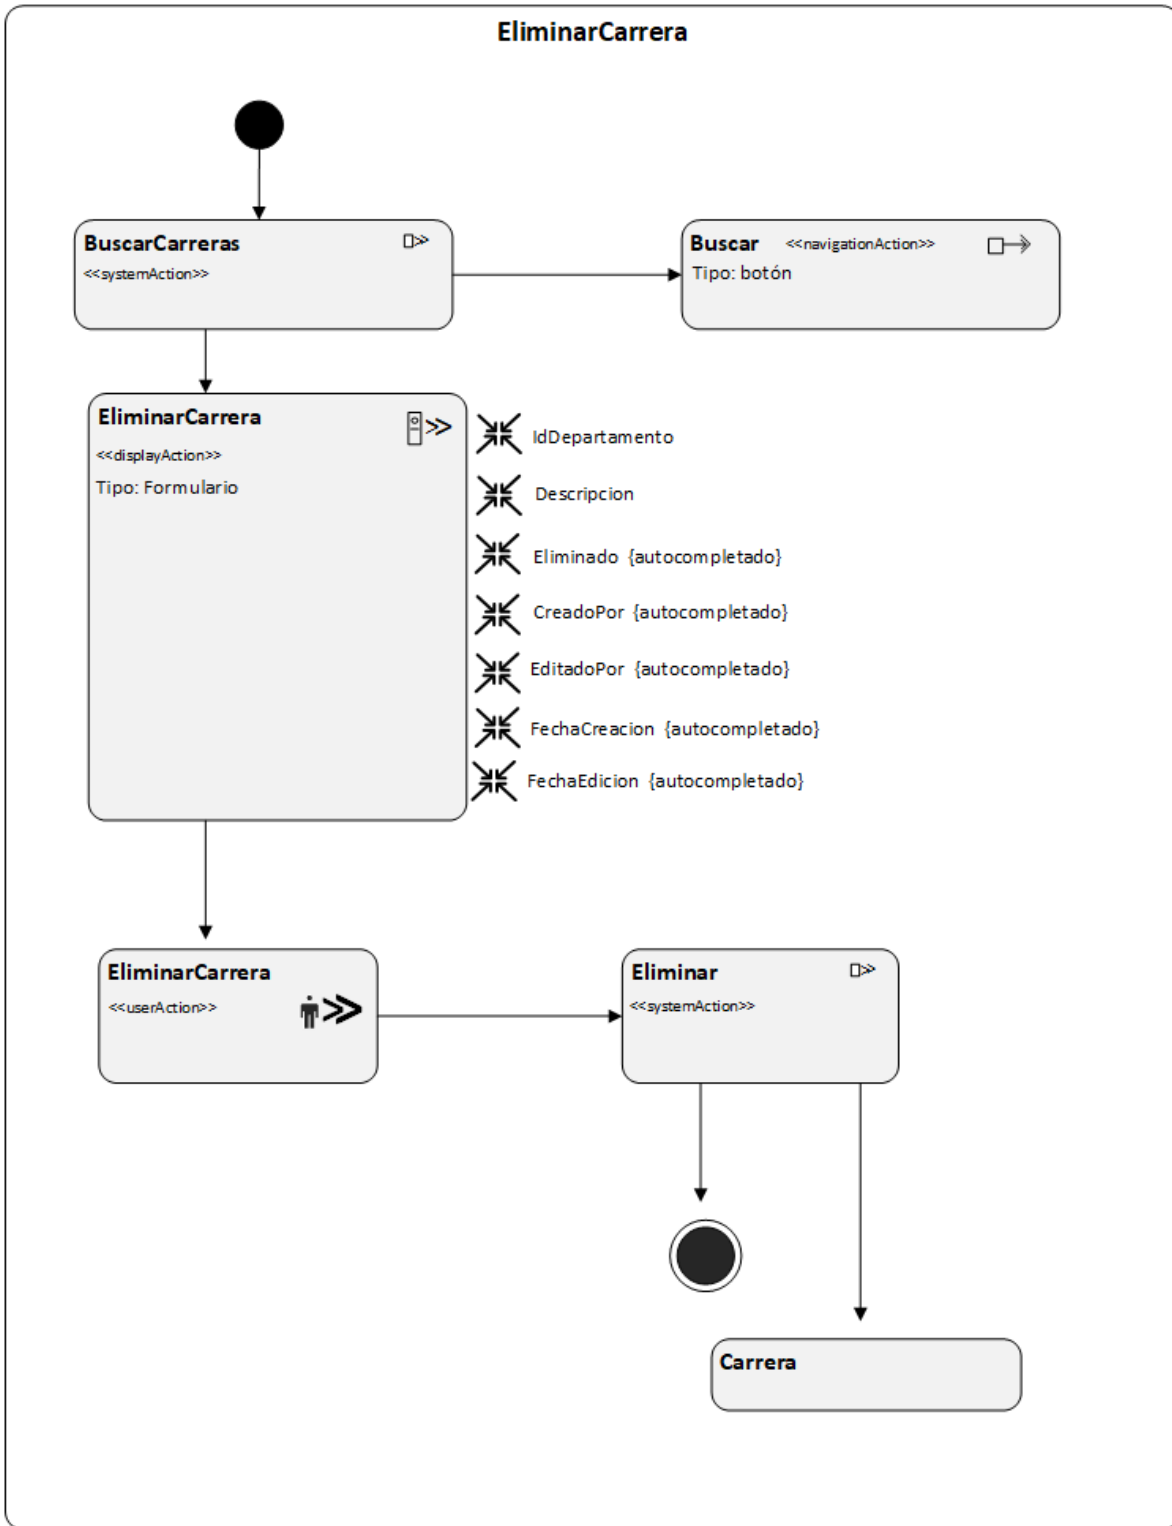 EliminarCarrera
BuscarCarreras
<<systemAction>>
Buscar <<navigationAction>>
Tipo: botón
EliminarCarrera
<<displayAction>>
Tipo: Formulario
IdDepartamento
Descripcion
Eliminado {autocompletado}
CreadoPor {autocompletado}
EditadoPor {autocompletado}
FechaCreacion {autocompletado}
FechaEdicion {autocompletado}
EliminarCarrera
<<userAction>>
Eliminar
<<systemAction>>
Carrera